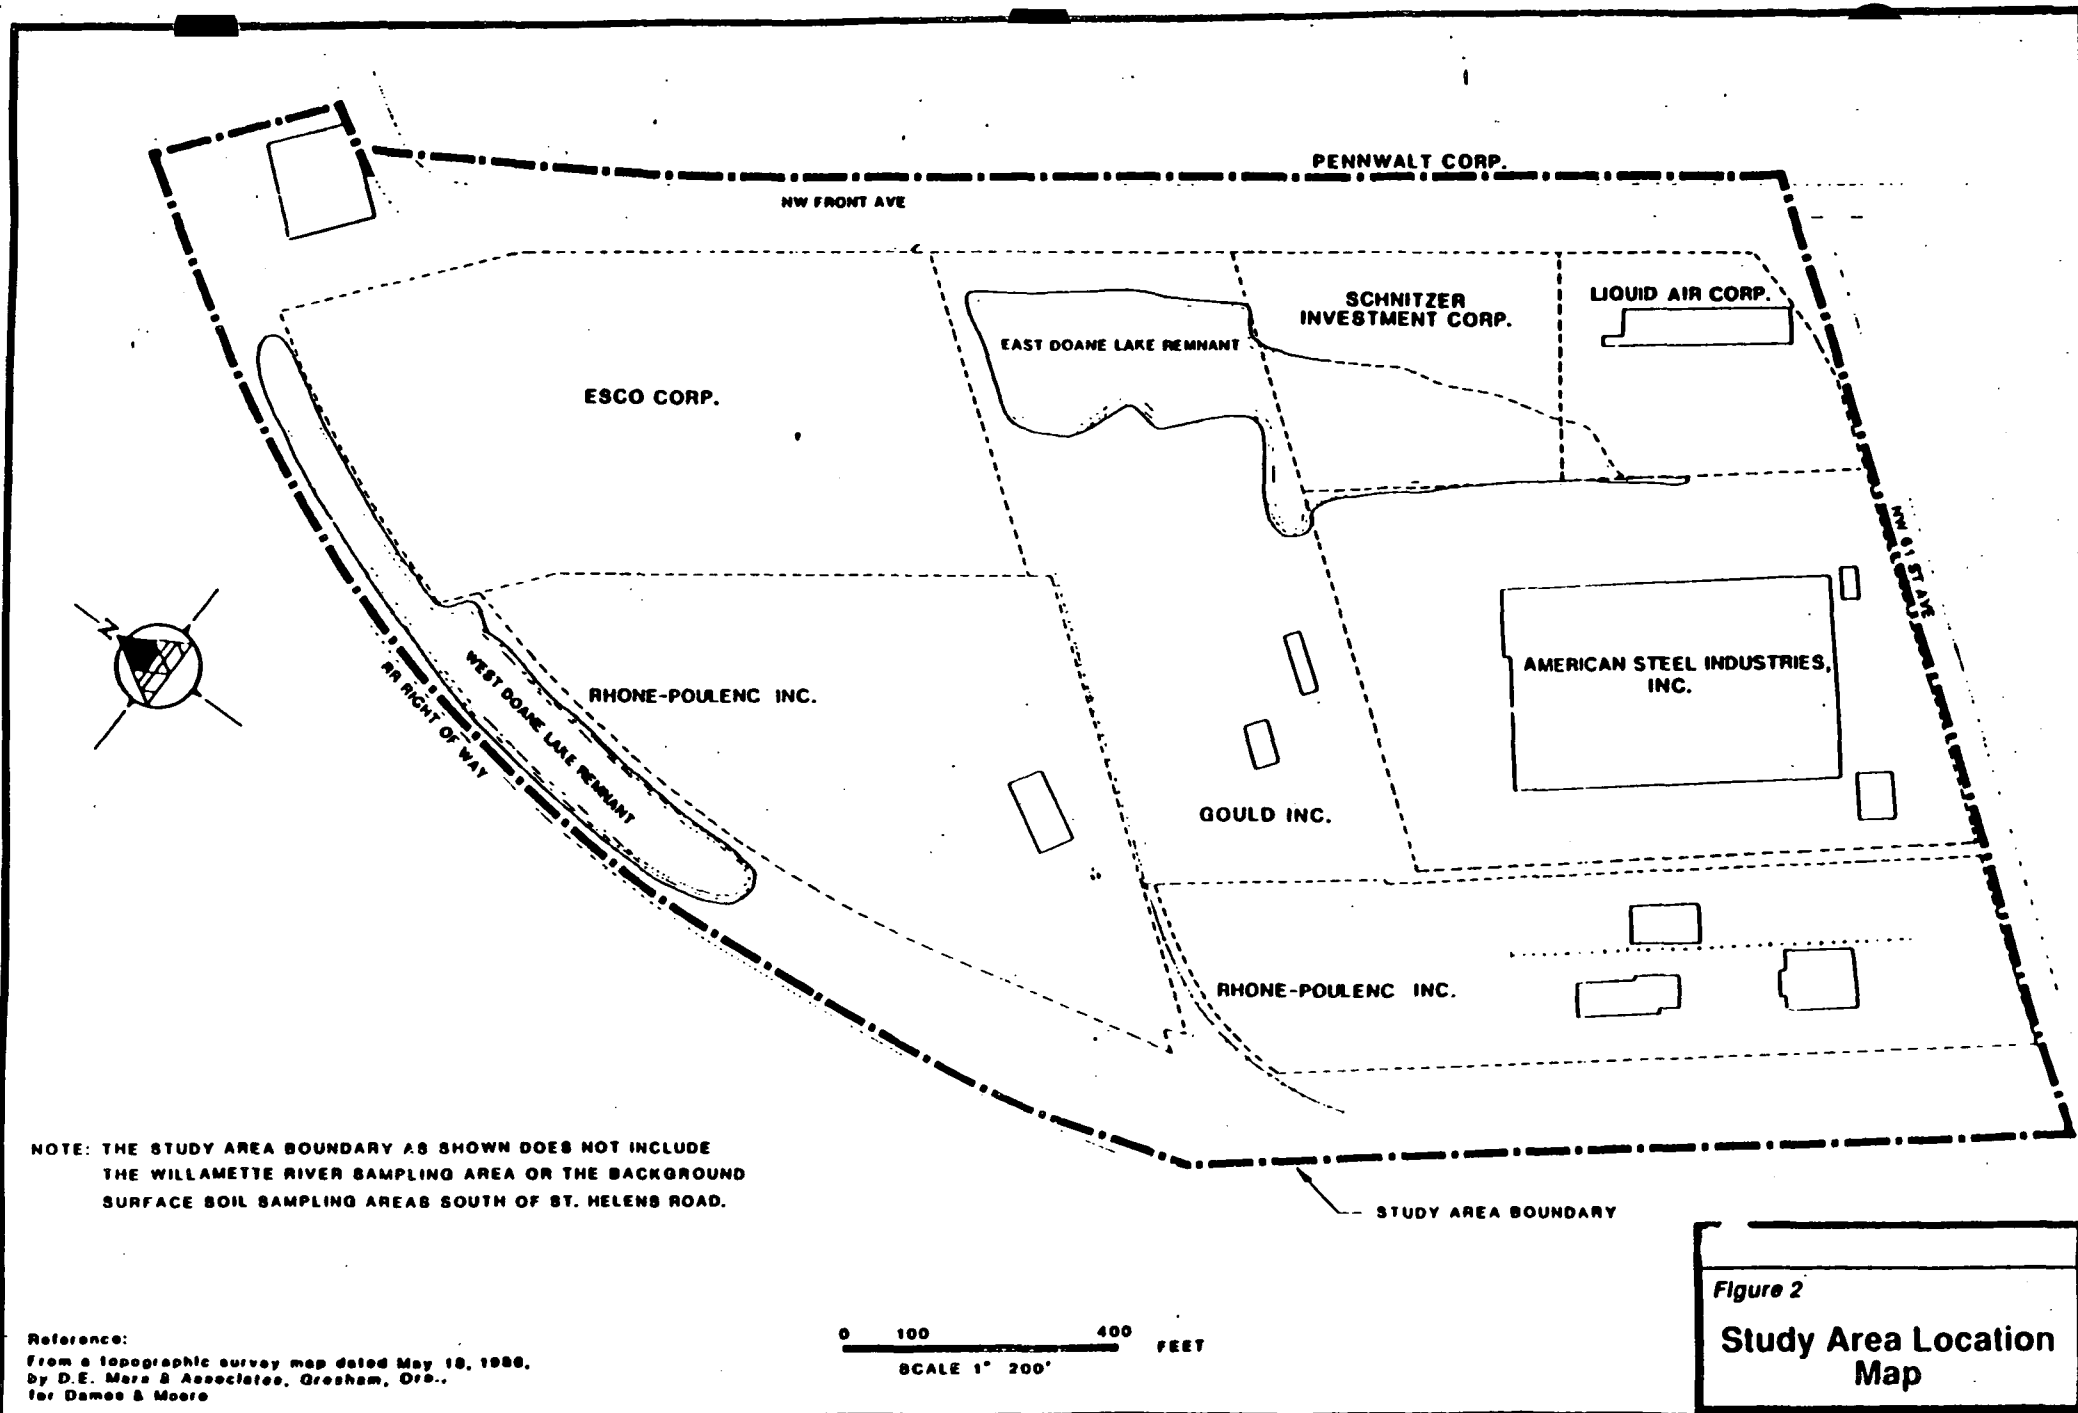 PENNWALT CORP.
NW FRONT AVE
SCHNITZER
INVESTMENT CORP.
LIQUID AIR CORP.
EAST DOANE LAKE REMNANT
ESCO CORP.
NW 61 ST AVE
N
AMERICAN STEEL INDUSTRIES,
INC.
WEST DOANE LAKE REMNANT
RHONE-POULENC INC.
RR RIGHT OF WAY
GOULD INC.
RHONE-POULENC INC.
NOTE: THE STUDY AREA BOUNDARY AS SHOWN DOES NOT INCLUDE
THE WILLAMETTE RIVER SAMPLING AREA OR THE BACKGROUND
SURFACE SOIL SAMPLING AREAS SOUTH OF ST. HELENS ROAD.
STUDY AREA BOUNDARY
Figure 2
Study Area Location
Map
0 100 400 FEET
SCALE 1" 200'
Reference:
From a topographic survey map dated May
by D.E. & Associates, Gresham, Ore.,
for Dames & Moore